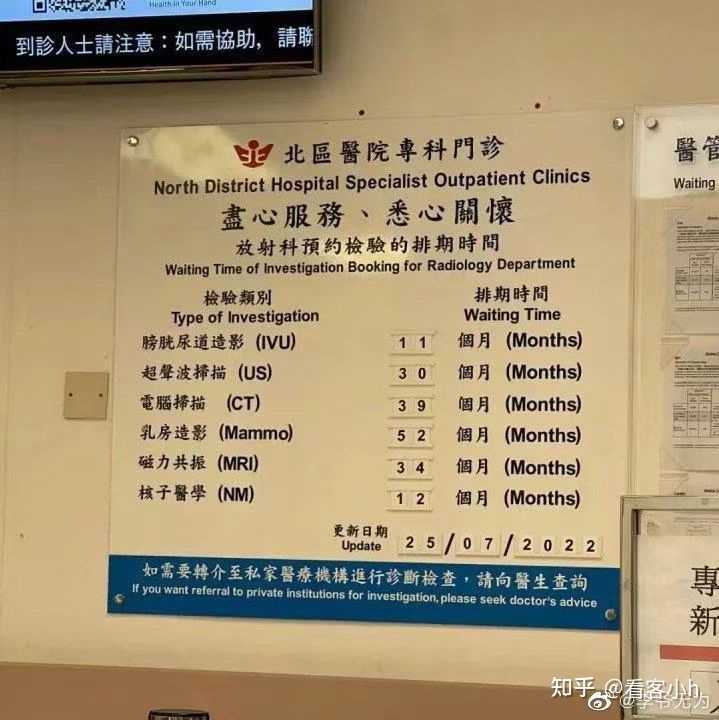 Health in Your Hand
到診人士請注意：如需協助，請聯
北區醫院專科門診
North District Hospital Specialist Outpatient Clinics
盡心服務、悉心關懷
放射科預約檢驗的排期時間
Waiting Time of Investigation Booking for Radiology Department
檢驗類別 排期時間
Type of Investigation Waiting Time
膀胱尿道造影 (IVU) 11 個月 (Months)
超聲波掃描 (US) 30 個月 (Months)
電腦掃描 (CT) 39 個月 (Months)
乳房造影 (Mammo) 52 個月 (Months)
磁力共振 (MRI) 34 個月 (Months)
核子醫學 (NM) 12 個月 (Months)
更新日期
Update 25/07/2022
如需要轉介至私家醫療機構進行診斷檢查，請向醫生查詢
If you want referral to private institutions for investigation, please seek doctor's advice
醫管
Waiting
專
新
知乎 @看客小h
@李书尤为